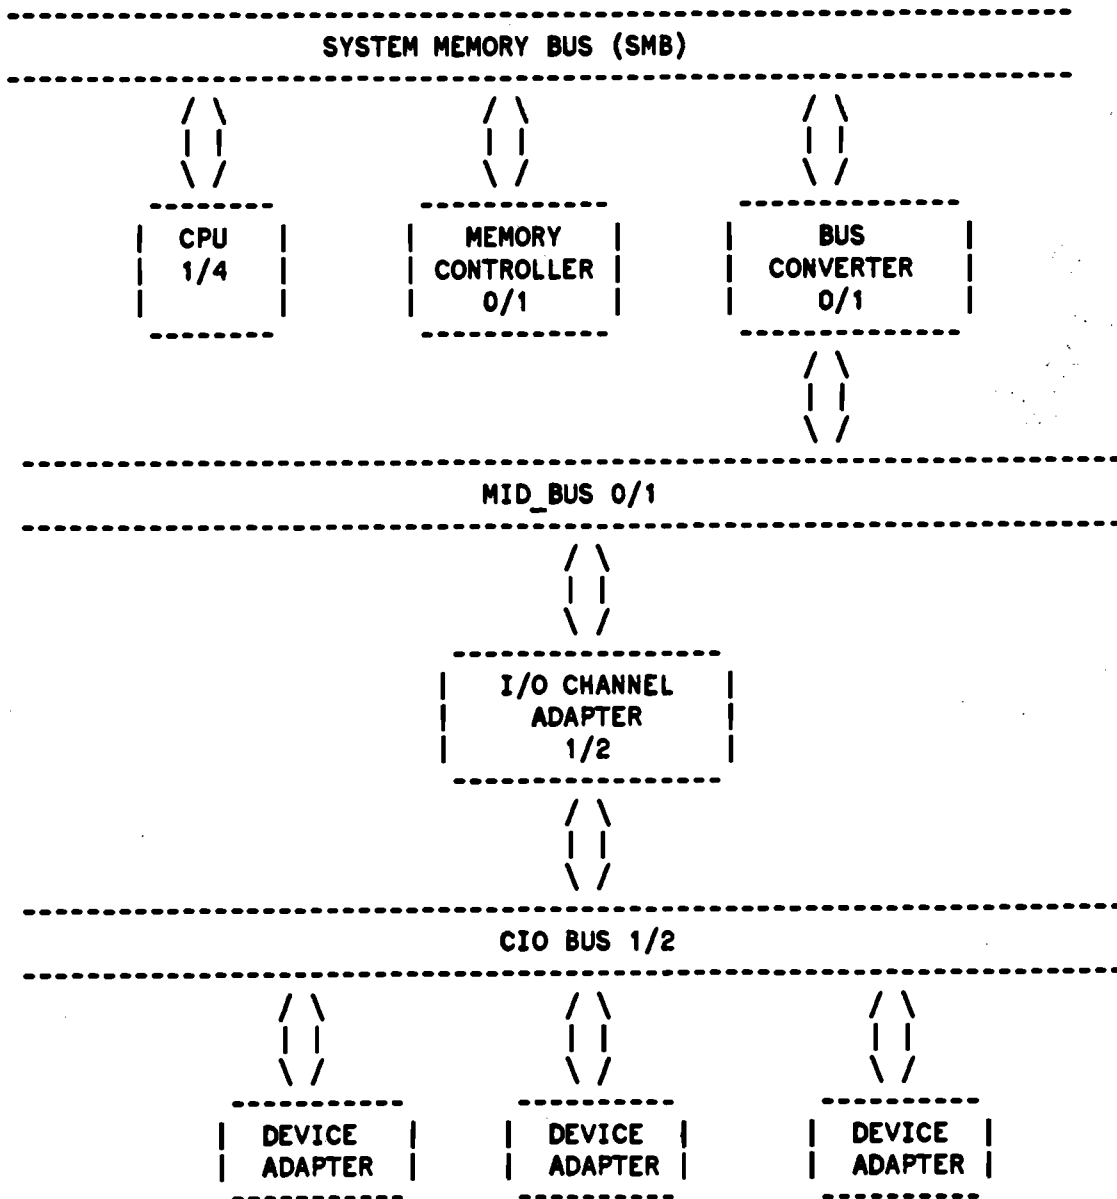 SYSTEM MEMORY BUS (SMB)
CPU
1/4
MEMORY
CONTROLLER
0/1
BUS
CONVERTER
0/1
MID_BUS 0/1
I/O CHANNEL
ADAPTER
1/2
CIO BUS 1/2
DEVICE
ADAPTER
DEVICE
ADAPTER
DEVICE
ADAPTER